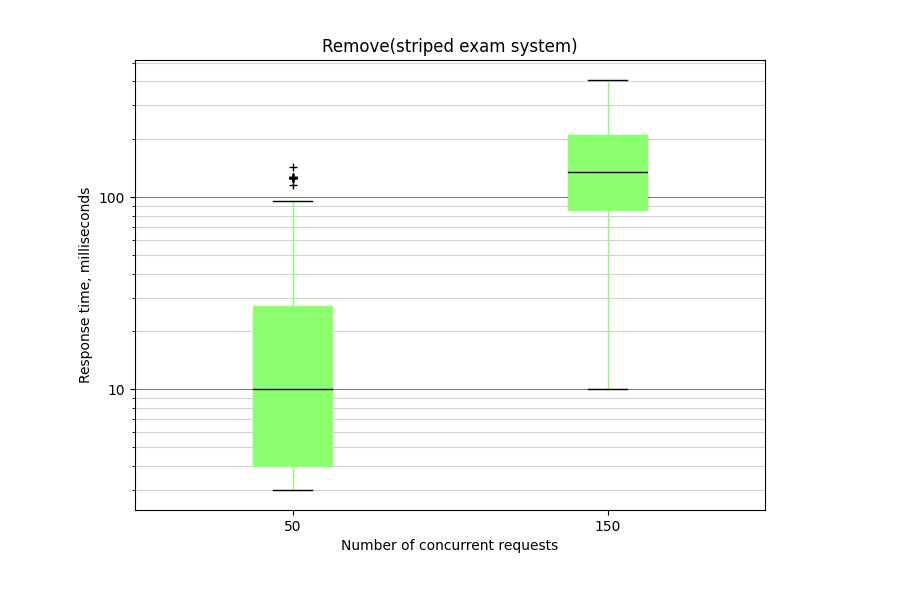 Remove(striped exam system)
Response time, milliseconds
100
10
50
150
Number of concurrent requests